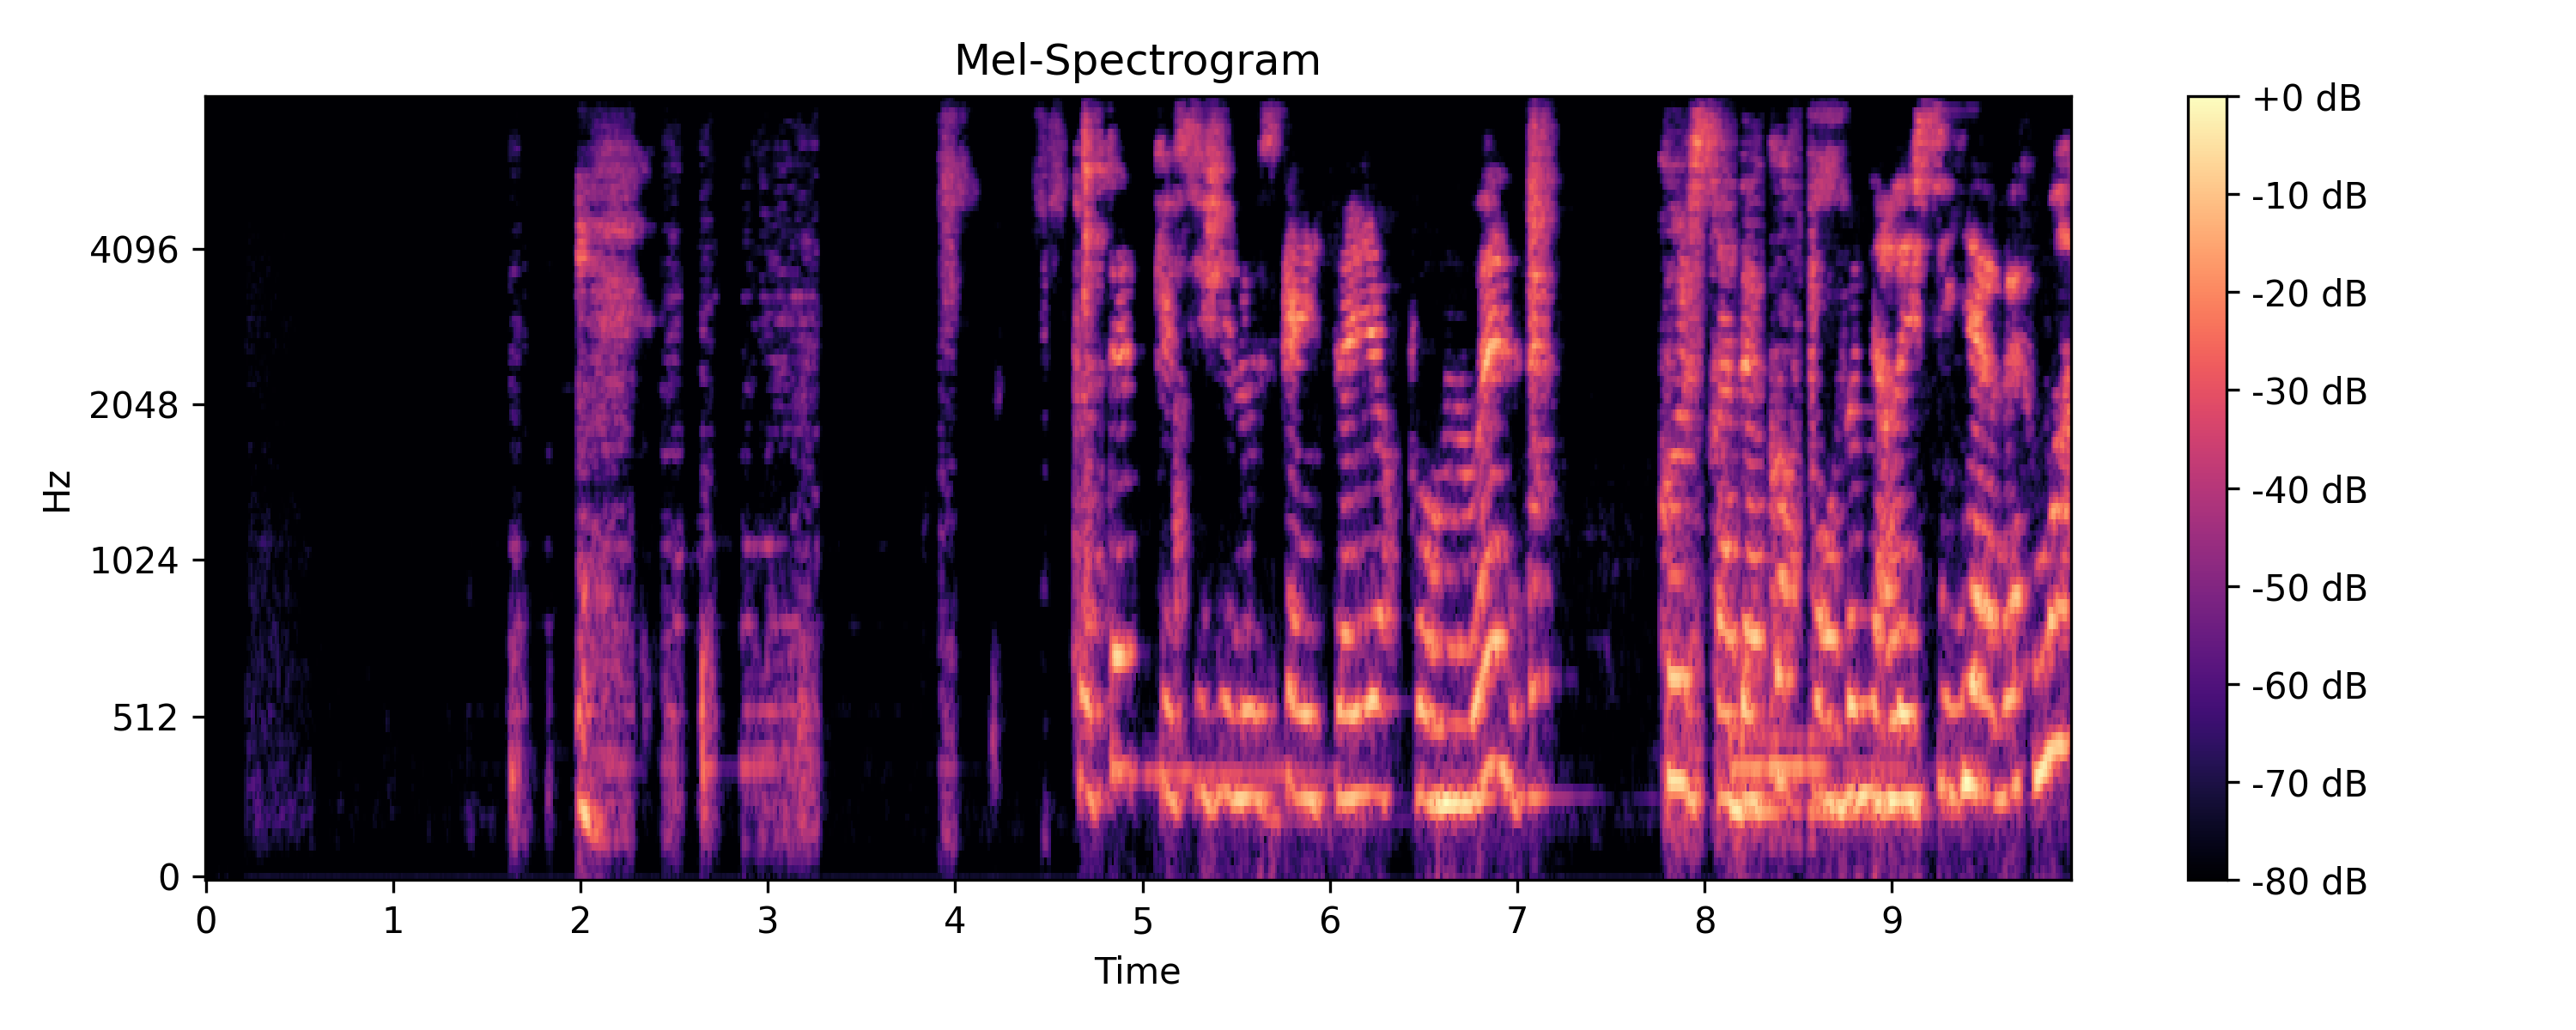 Mel-Spectrogram
+0 dB
-10 dB
-20 dB
-30 dB
-40 dB
-50 dB
-60 dB
-70 dB
-80 dB
Hz
4096
2048
1024
512
0
0 1 2 3 4 5 6 7 8 9
Time